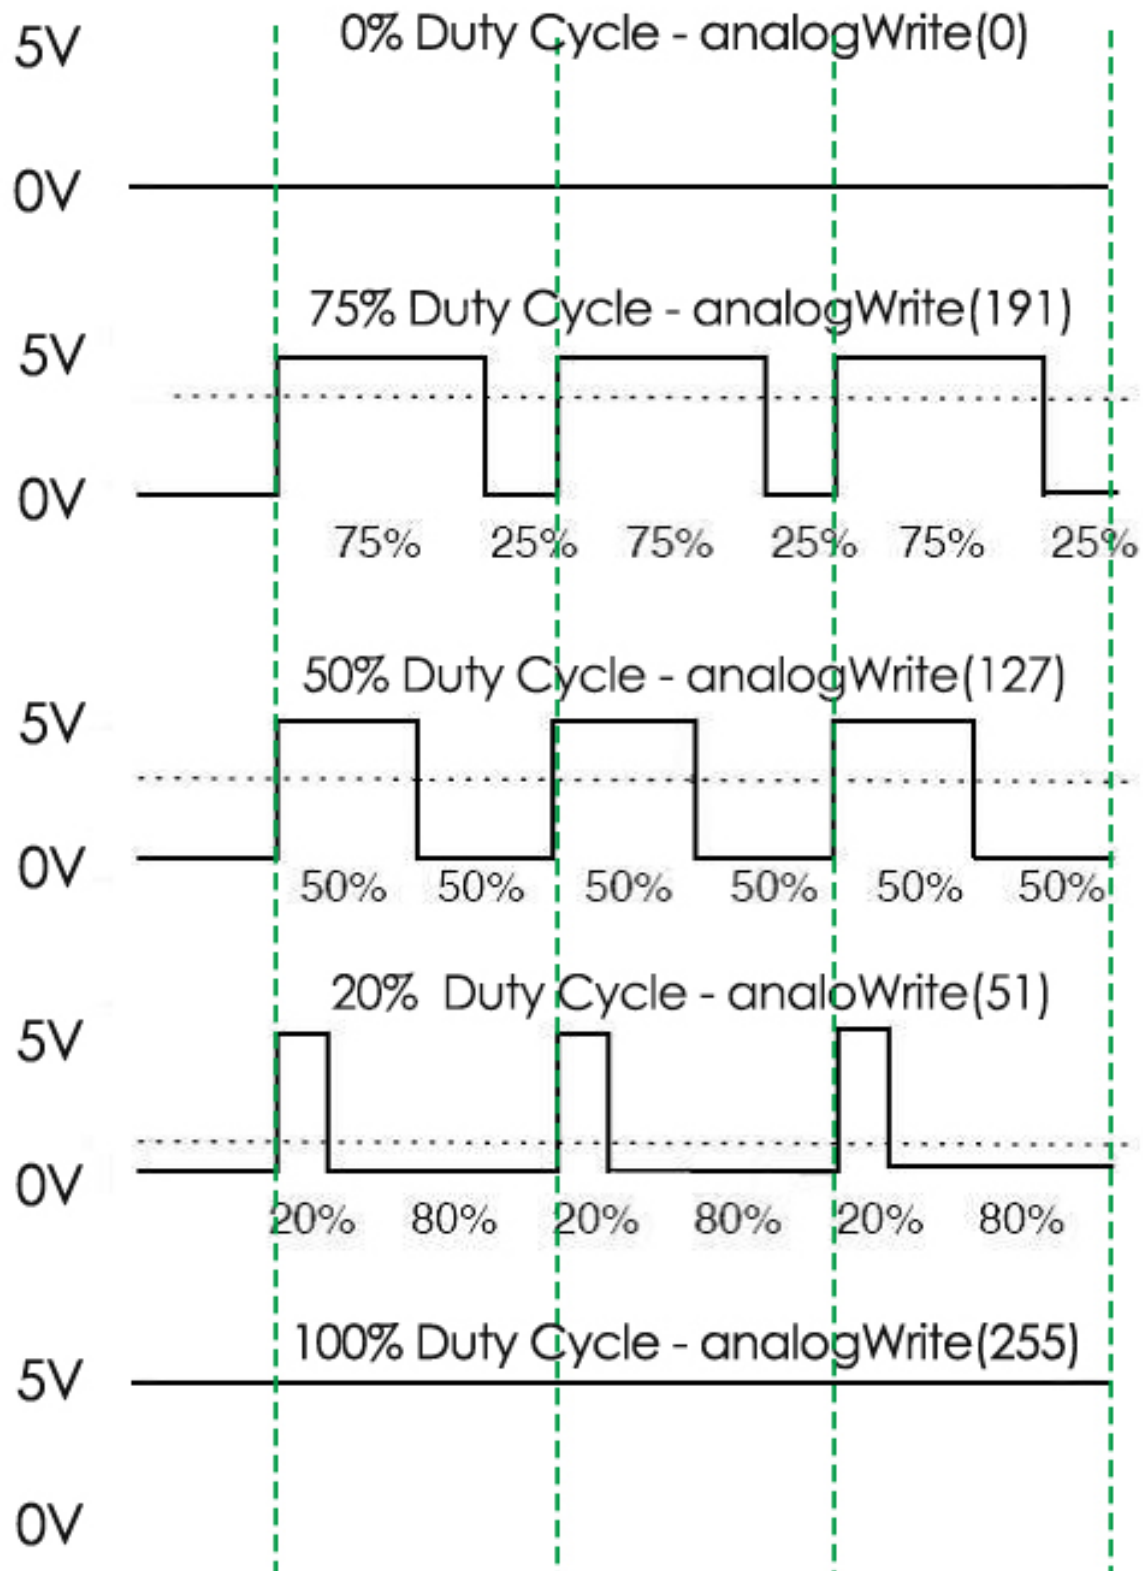 0% Duty Cycle - analogWrite(0)
5V
0V
75% Duty Cycle - analogWrite(191)
5V
0V
75% 25% 75% 25% 75% 25%
50% Duty Cycle - analogWrite(127)
5V
0V
50% 50% 50% 50% 50% 50%
20% Duty Cycle - analoWrite(51)
5V
0V
20% 80% 20% 80% 20% 80%
100% Duty Cycle - analogWrite(255)
5V
0V